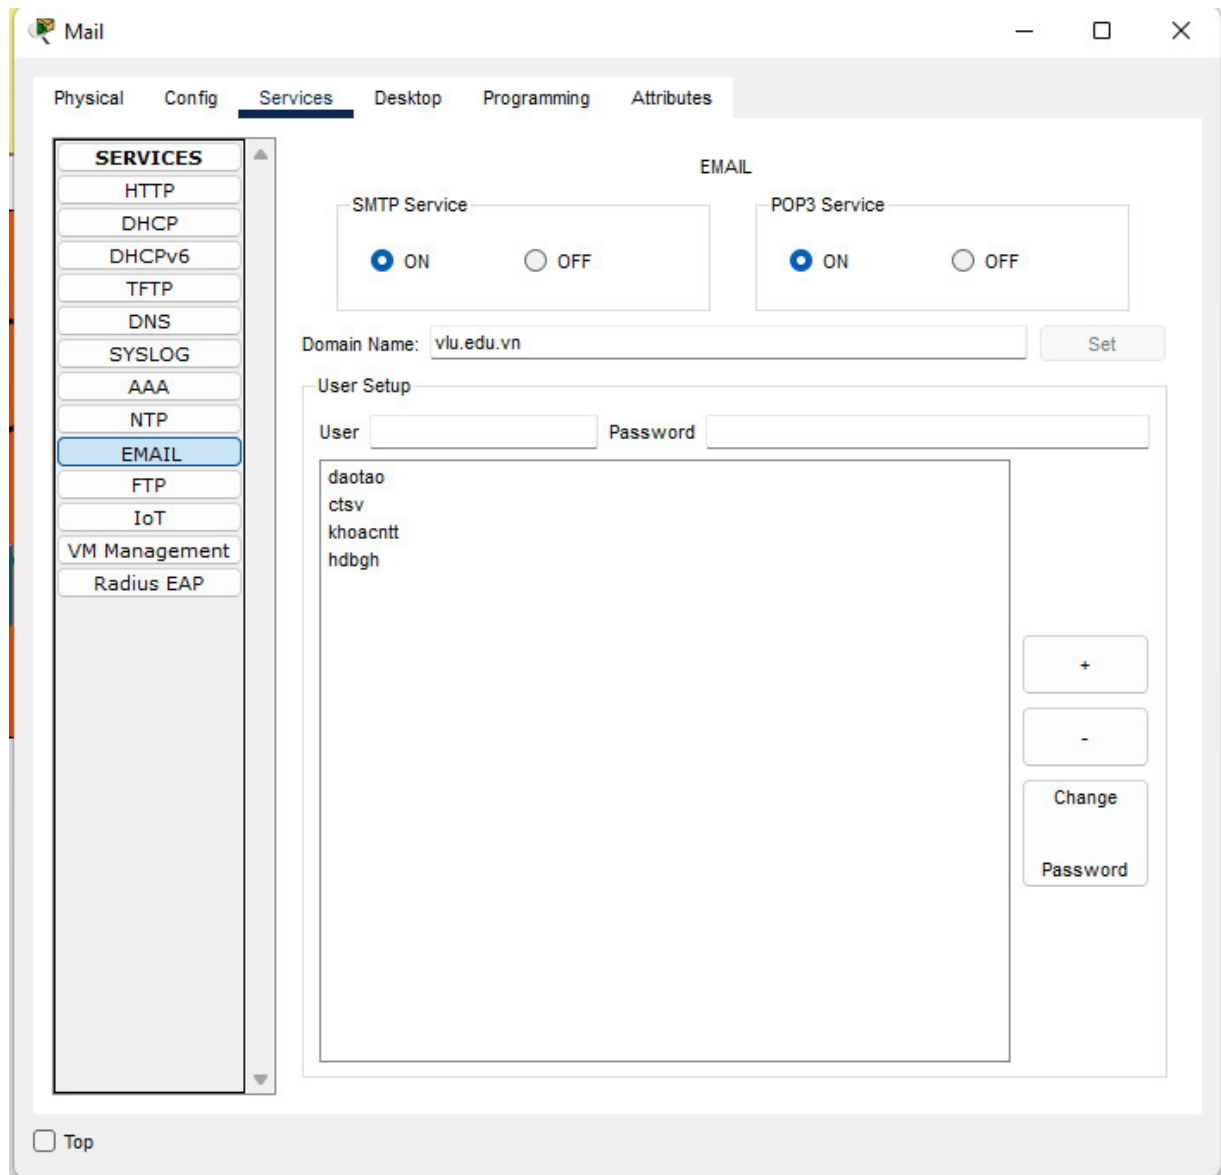 Mail
Physical Config Services Desktop Programming Attributes
SERVICES
HTTP
DHCP
DHCPv6
TFTP
DNS
SYSLOG
AAA
NTP
EMAIL
FTP
IoT
VM Management
Radius EAP
EMAIL
SMTP Service
ON OFF
POP3 Service
ON OFF
Domain Name: vlu.edu.vn Set
User Setup
User Password
daotao
ctsv
khoacntt
hdbgh
+
-
Change
Password
Top